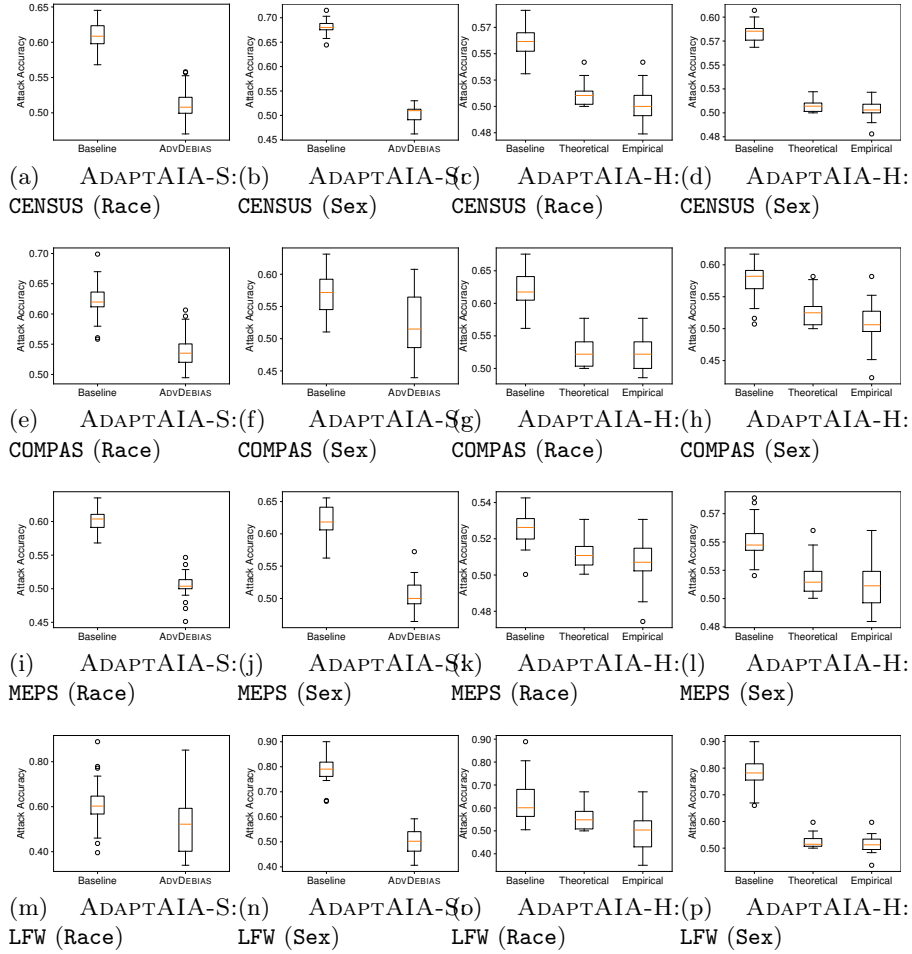 0.65
0.60
0.55
0.50
Attack Accuracy
Baseline ADVDEBIAS
(a) ADAPTAIA-S:
CENSUS (Race)
0.70
0.65
0.60
0.55
0.50
0.45
Attack Accuracy
Baseline ADVDEBIAS
(b) ADAPTAIA-S:
CENSUS (Sex)
0.57
0.55
0.53
0.50
0.48
Attack Accuracy
Baseline Theoretical Empirical
(c) ADAPTAIA-H:
CENSUS (Race)
0.60
0.57
0.55
0.53
0.50
0.48
Attack Accuracy
Baseline Theoretical Empirical
(d) ADAPTAIA-H:
CENSUS (Sex)
0.70
0.65
0.60
0.55
0.50
Attack Accuracy
Baseline ADVDEBIAS
(e) ADAPTAIA-S:
COMPAS (Race)
0.60
0.55
0.50
0.45
Attack Accuracy
Baseline ADVDEBIAS
(f) ADAPTAIA-S:
COMPAS (Sex)
0.65
0.60
0.55
0.50
Attack Accuracy
Baseline Theoretical Empirical
(g) ADAPTAIA-H:
COMPAS (Race)
0.60
0.55
0.50
0.45
Attack Accuracy
Baseline Theoretical Empirical
(h) ADAPTAIA-H:
COMPAS (Sex)
0.60
0.55
0.50
0.45
Attack Accuracy
Baseline ADVDEBIAS
(i) ADAPTAIA-S:
MEPS (Race)
0.65
0.60
0.55
0.50
Attack Accuracy
Baseline ADVDEBIAS
(j) ADAPTAIA-S:
MEPS (Sex)
0.54
0.52
0.50
0.48
Attack Accuracy
Baseline Theoretical Empirical
(k) ADAPTAIA-H:
MEPS (Race)
0.57
0.55
0.53
0.50
0.48
Attack Accuracy
Baseline Theoretical Empirical
(l) ADAPTAIA-H:
MEPS (Sex)
0.80
0.60
0.40
Attack Accuracy
Baseline ADVDEBIAS
(m) ADAPTAIA-S:
LFW (Race)
0.90
0.80
0.70
0.60
0.50
0.40
Attack Accuracy
Baseline ADVDEBIAS
(n) ADAPTAIA-S:
LFW (Sex)
0.90
0.80
0.70
0.60
0.50
0.40
Attack Accuracy
Baseline Theoretical Empirical
(o) ADAPTAIA-H:
LFW (Race)
0.90
0.80
0.70
0.60
0.50
Attack Accuracy
Baseline Theoretical Empirical
(p) ADAPTAIA-H:
LFW (Sex)